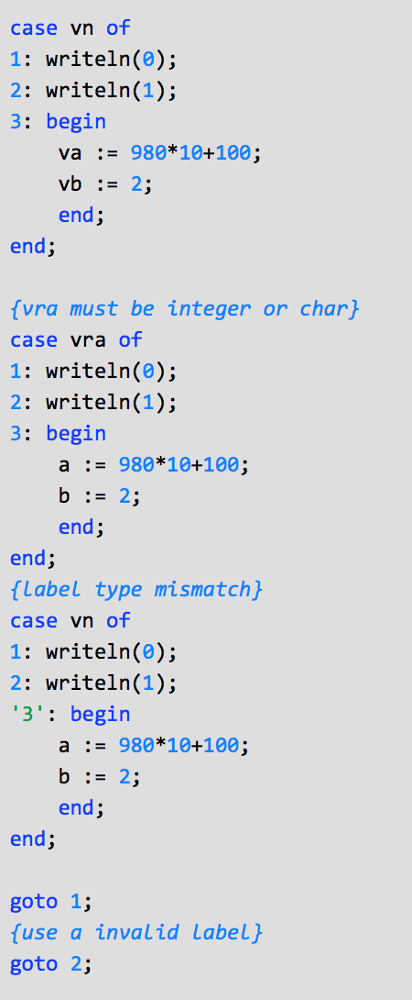 case vn of
1: writeln(0);
2: writeln(1);
3: begin
    va := 980*10+100;
    vb := 2;
    end;
end;

{vra must be integer or char}
case vra of
1: writeln(0);
2: writeln(1);
3: begin
    a := 980*10+100;
    b := 2;
    end;
end;
{label type mismatch}
case vn of
1: writeln(0);
2: writeln(1);
'3': begin
    a := 980*10+100;
    b := 2;
    end;
end;

goto 1;
{use a invalid label}
goto 2;